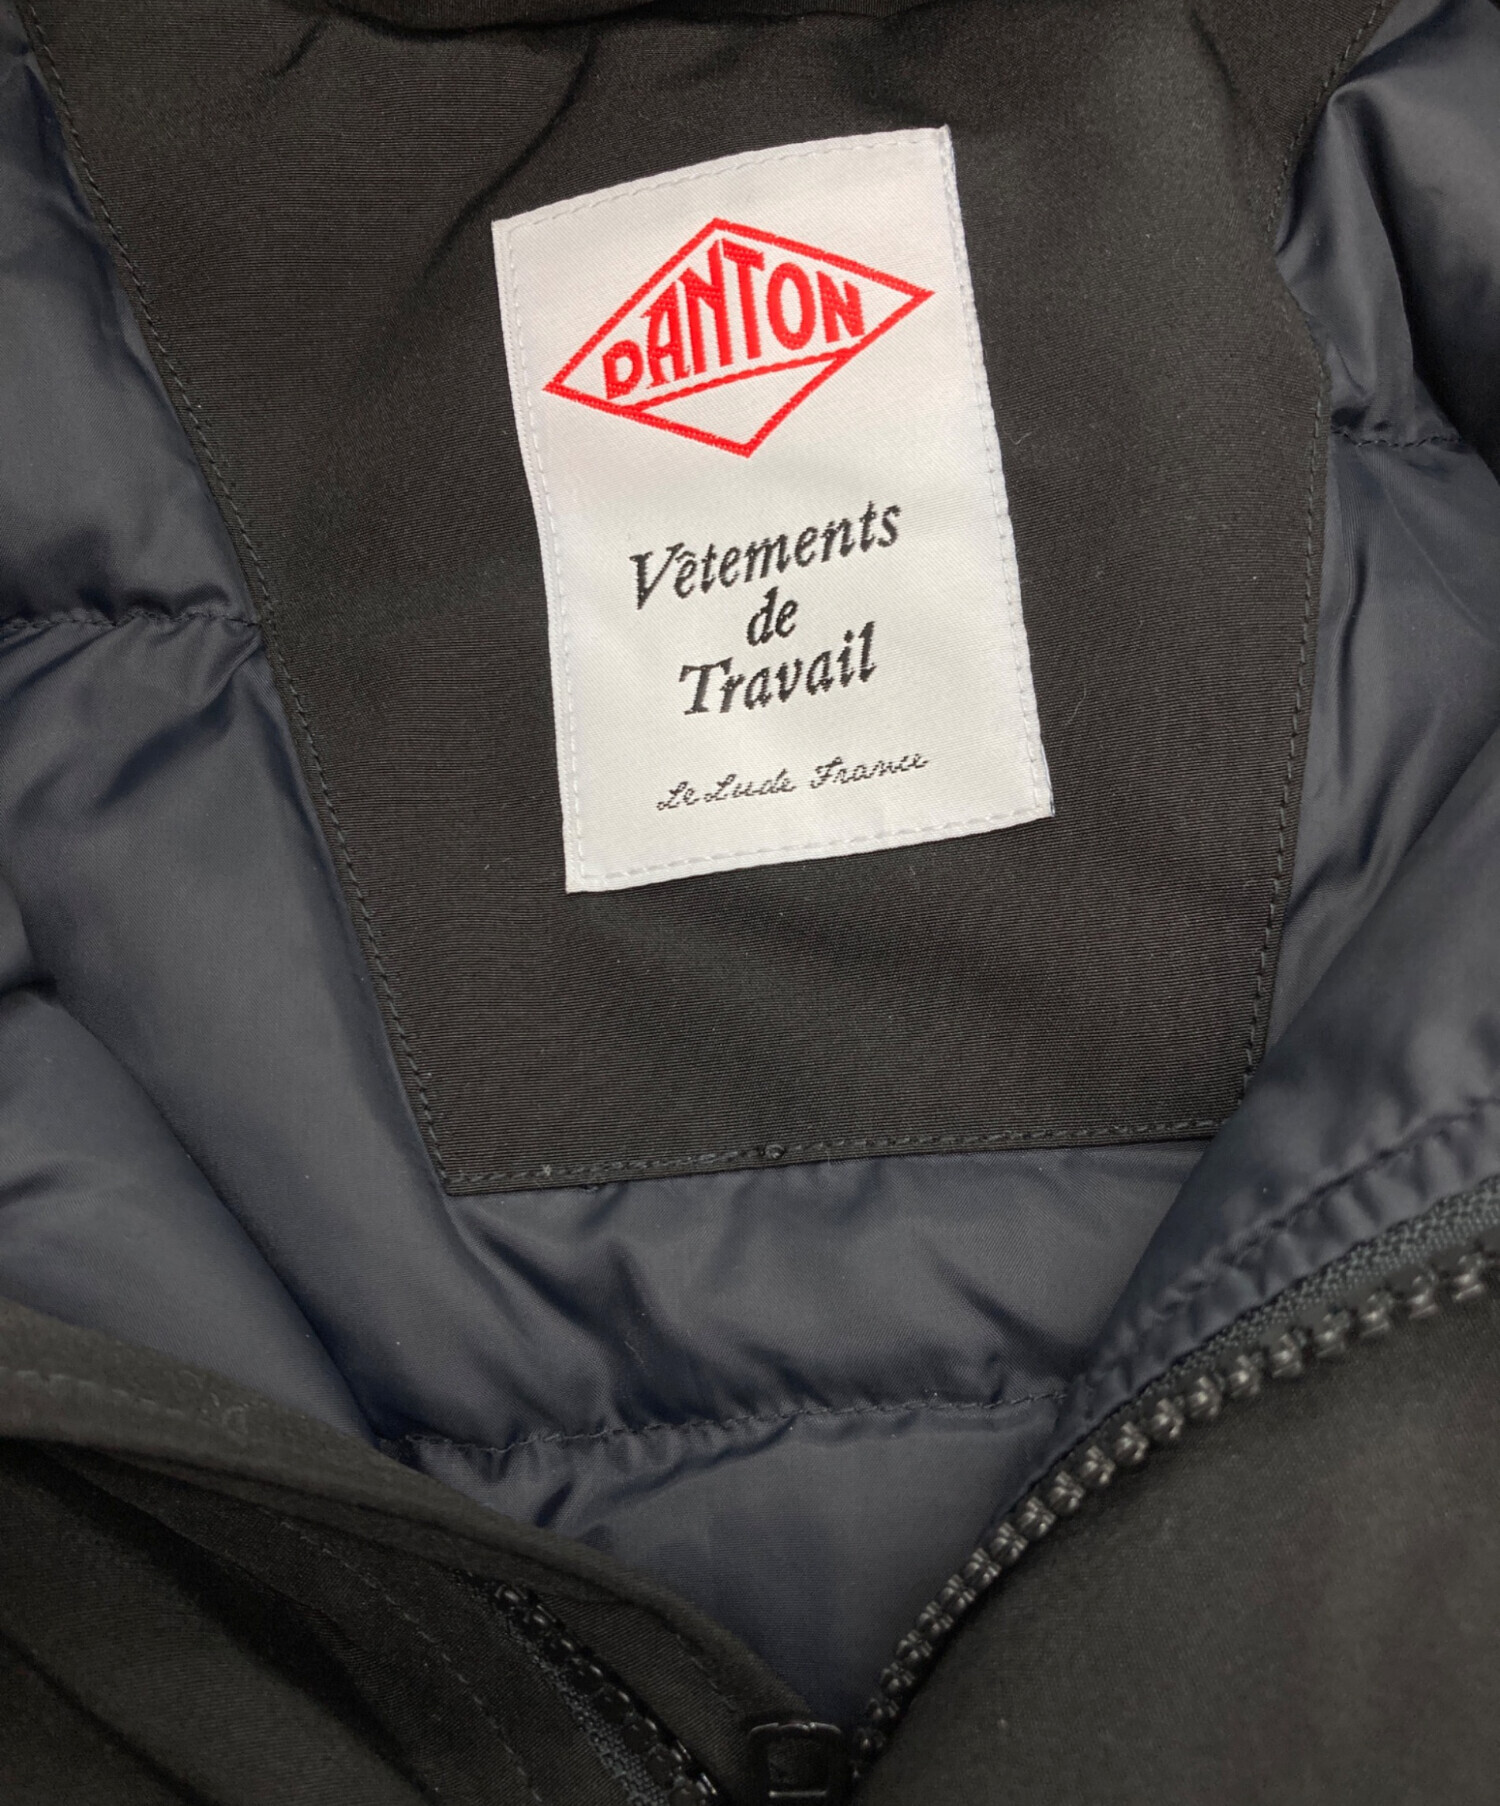 DANTON
Vêtements
de
Travail
Le Lude France